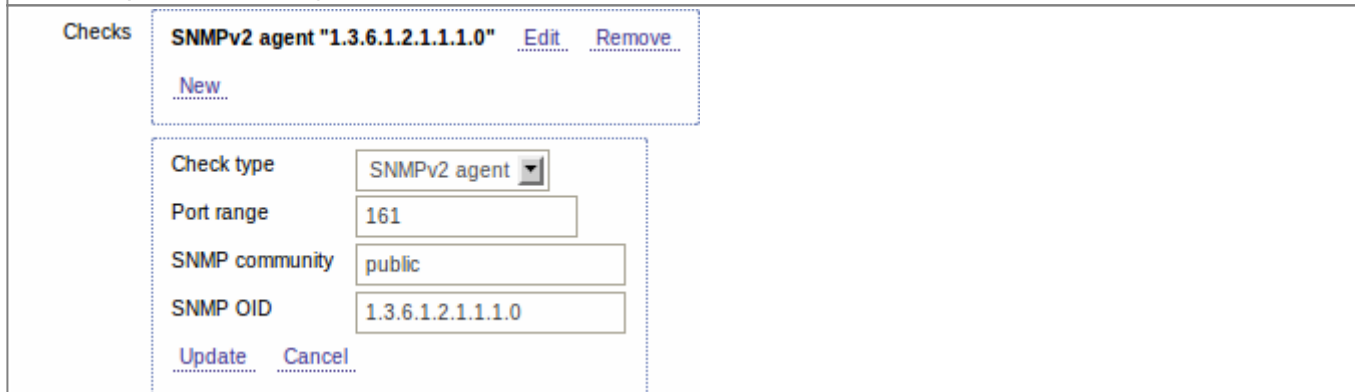 Checks SNMPv2 agent "1.3.6.1.2.1.1.1.0" Edit Remove
New
Check type SNMPv2 agent
Port range 161
SNMP community public
SNMP OID 1.3.6.1.2.1.1.1.0
Update Cancel